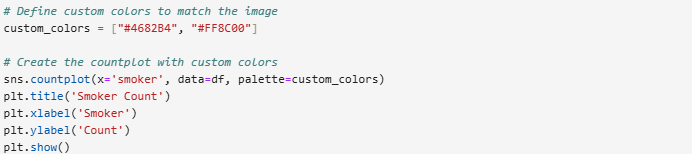 # Define custom colors to match the image
custom_colors = ["#4682B4", "#FF8C00"]
# Create the countplot with custom colors
sns.countplot(x='smoker', data=df, palette=custom_colors)
plt.title('Smoker Count')
plt.xlabel('Smoker')
plt.ylabel('Count')
plt.show()